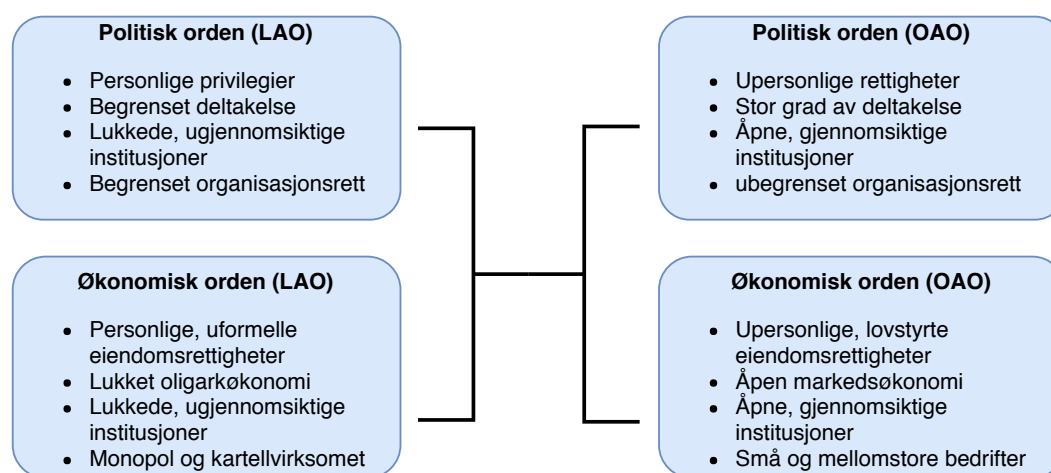 Politisk orden (LAO)
Personlige privilegier
Begrenset deltakelse
Lukkede, ugjennomsiktige
institusjoner
Begrenset organisasjonsrett
Politisk orden (OAO)
Upersonlige rettigheter
Stor grad av deltakelse
Åpne, gjennomsiktige
institusjoner
ubegrenset organisasjonsrett
Økonomisk orden (LAO)
Personlige, uformelle
eiendomsrettigheter
Lukket oligarkøkonomi
Lukkede, ugjennomsiktige
institusjoner
Monopol og kartellvirksomet
Økonomisk orden (OAO)
Upersonlige, lovstyrte
eiendomsrettigheter
Åpen markedsøkonomi
Åpne, gjennomsiktige
institusjoner
Små og mellomstore bedrifter